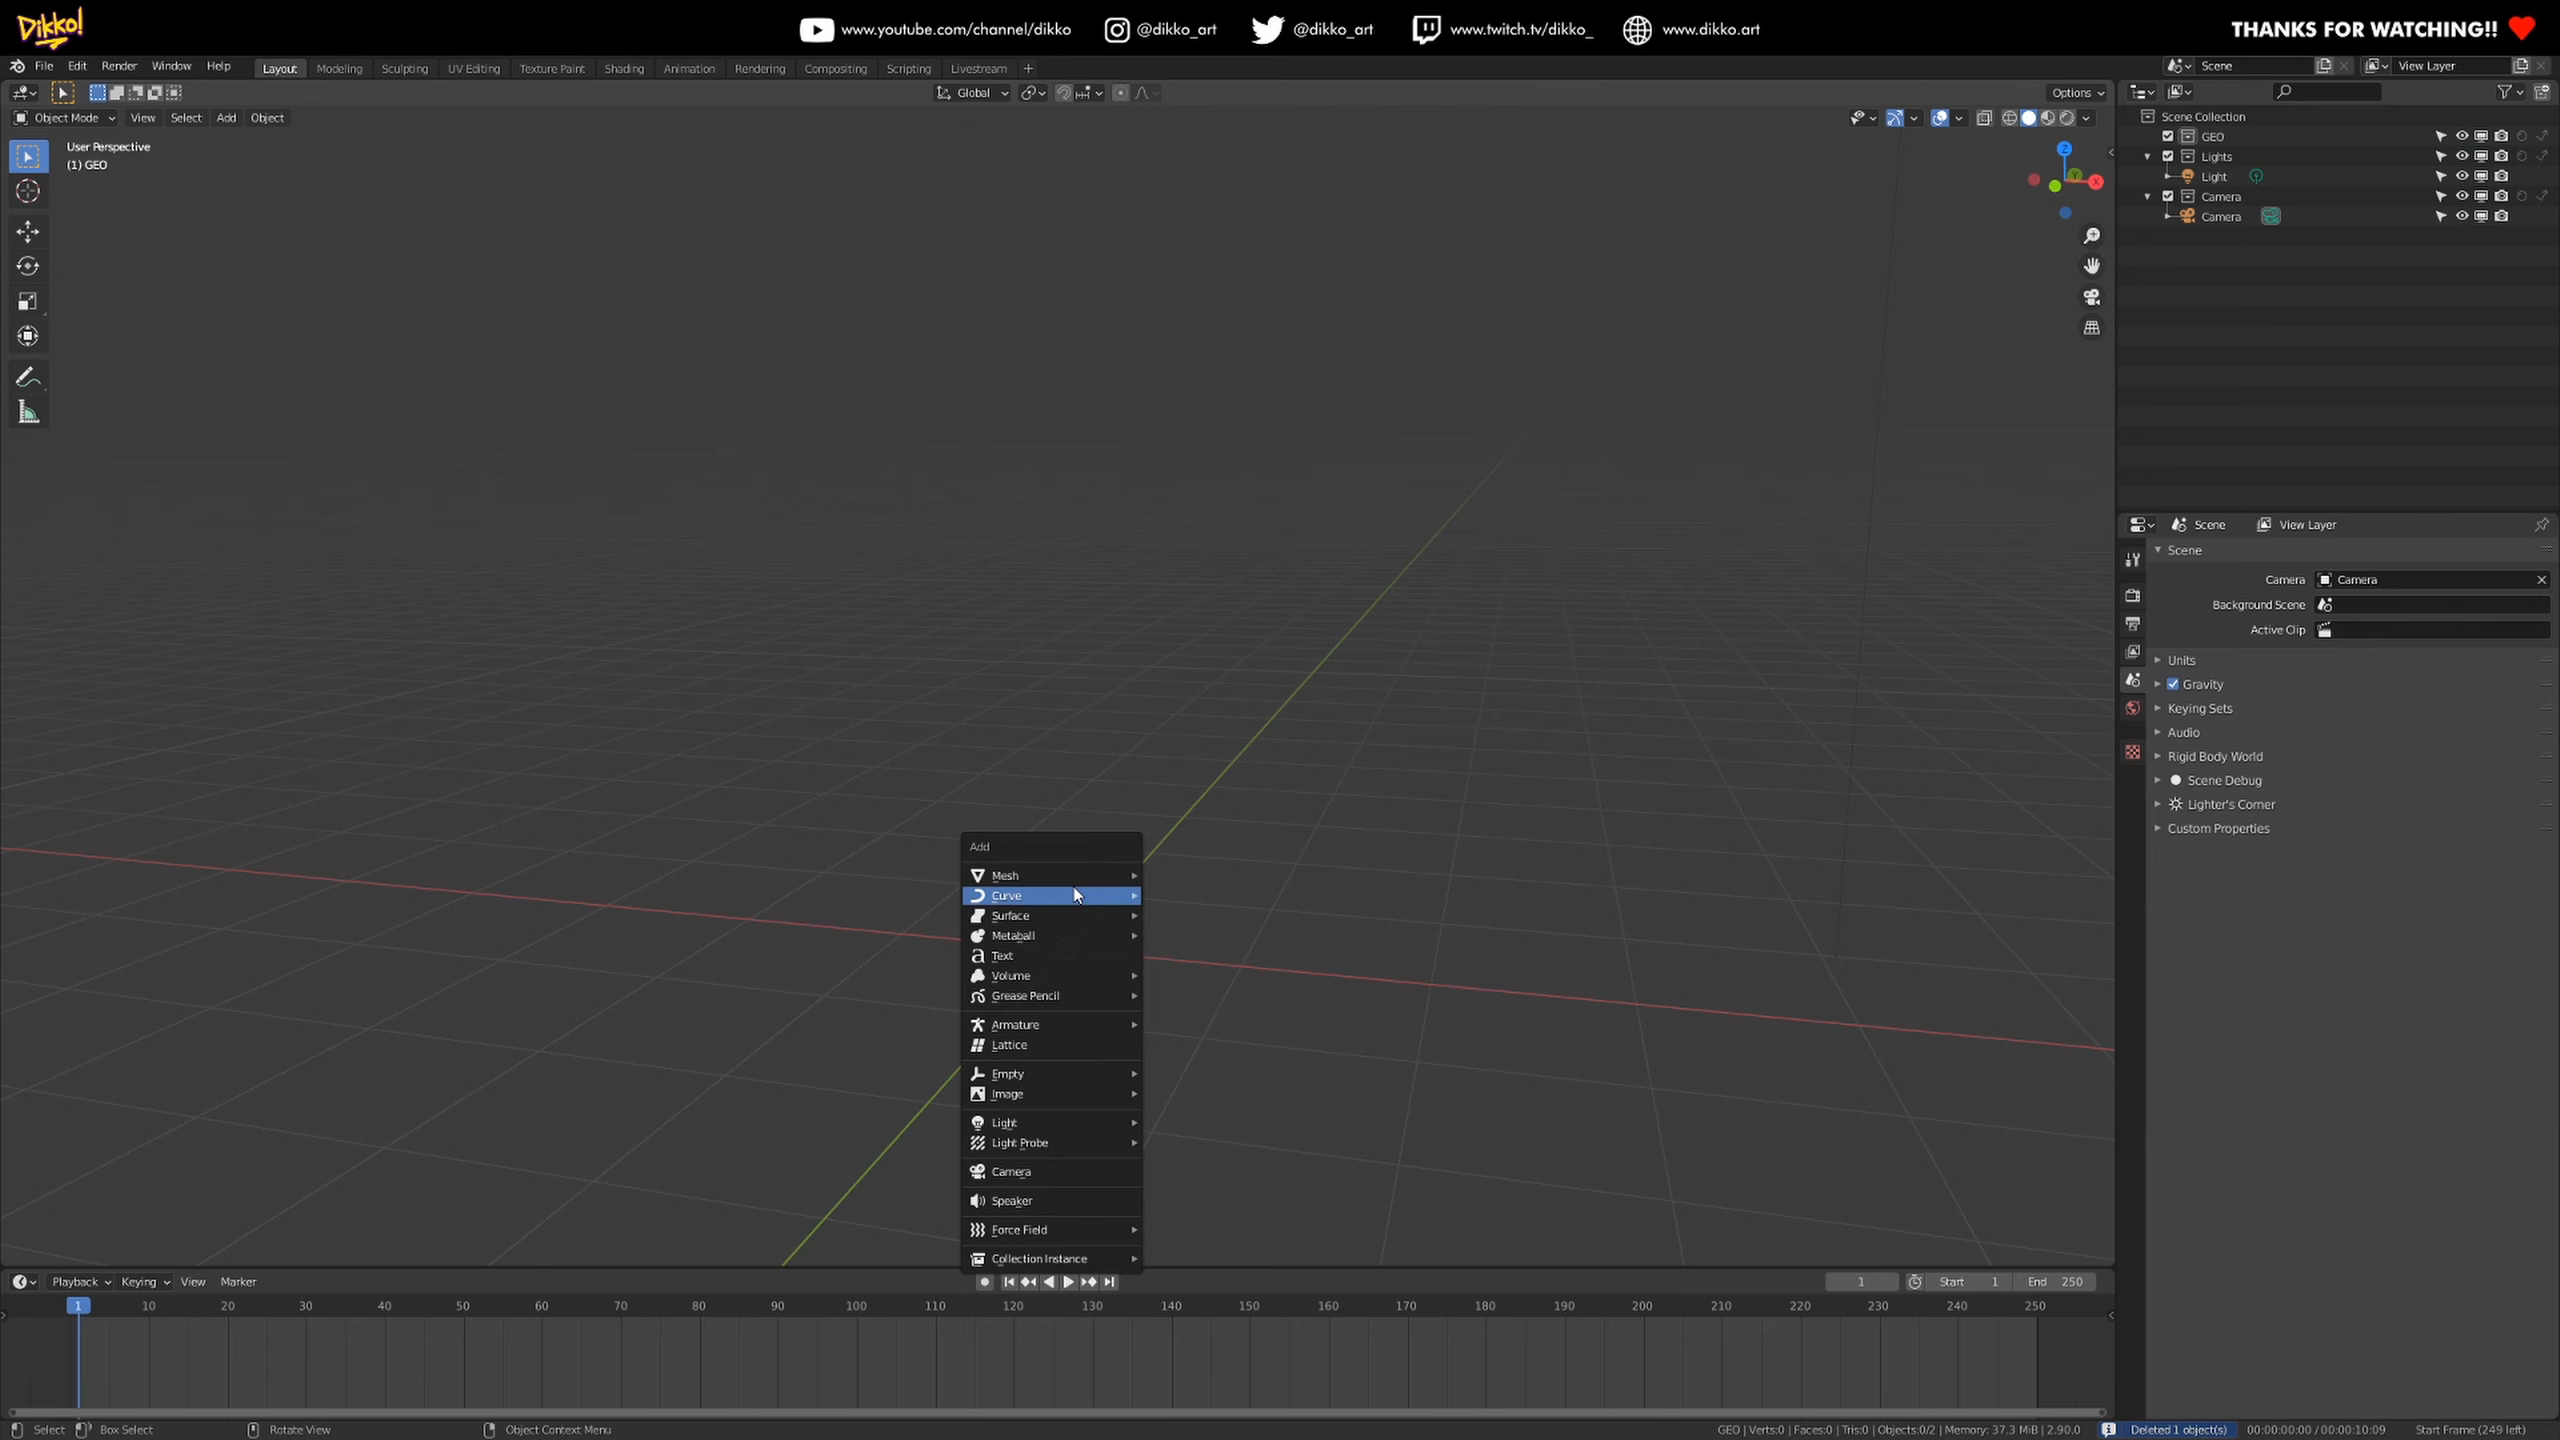 Dikko!
www.youtube.com/channel/dikko @dikko_art @dikko_art www.twitch.tv/dikko_ www.dikko.art THANKS FOR WATCHING!!
File Edit Render Window Help Layout Modeling Sculpting UV Editing Texture Paint Shading Animation Rendering Compositing Scripting Livestream + Scene View Layer
Global Options
Object Mode View Select Add Object
User Perspective
(1) GEO
Z
Y
X
Scene Collection
GEO
Lights
Light
Camera
Camera
Scene View Layer
Scene
Camera Camera
Background Scene
Active Clip
Units
Gravity
Keying Sets
Audio
Rigid Body World
Scene Debug
Lighter's Corner
Custom Properties
Add
Mesh
Curve
Surface
Metaball
Text
Volume
Grease Pencil
Armature
Lattice
Empty
Image
Light
Light Probe
Camera
Speaker
Force Field
Collection Instance
Playback Keying View Marker 1 Start 1 End 250
1 10 20 30 40 50 60 70 80 90 100 110 120 130 140 150 160 170 180 190 200 210 220 230 240 250
Select Box Select Rotate View Object Context Menu GEO | Verts:0 | Faces:0 | Tris:0 | Objects:0/2 | Memory: 37.3 MiB | 2.90.0 Deleted 1 object(s) 00:00:00:00 / 00:00:10:09 Start Frame (249 left)